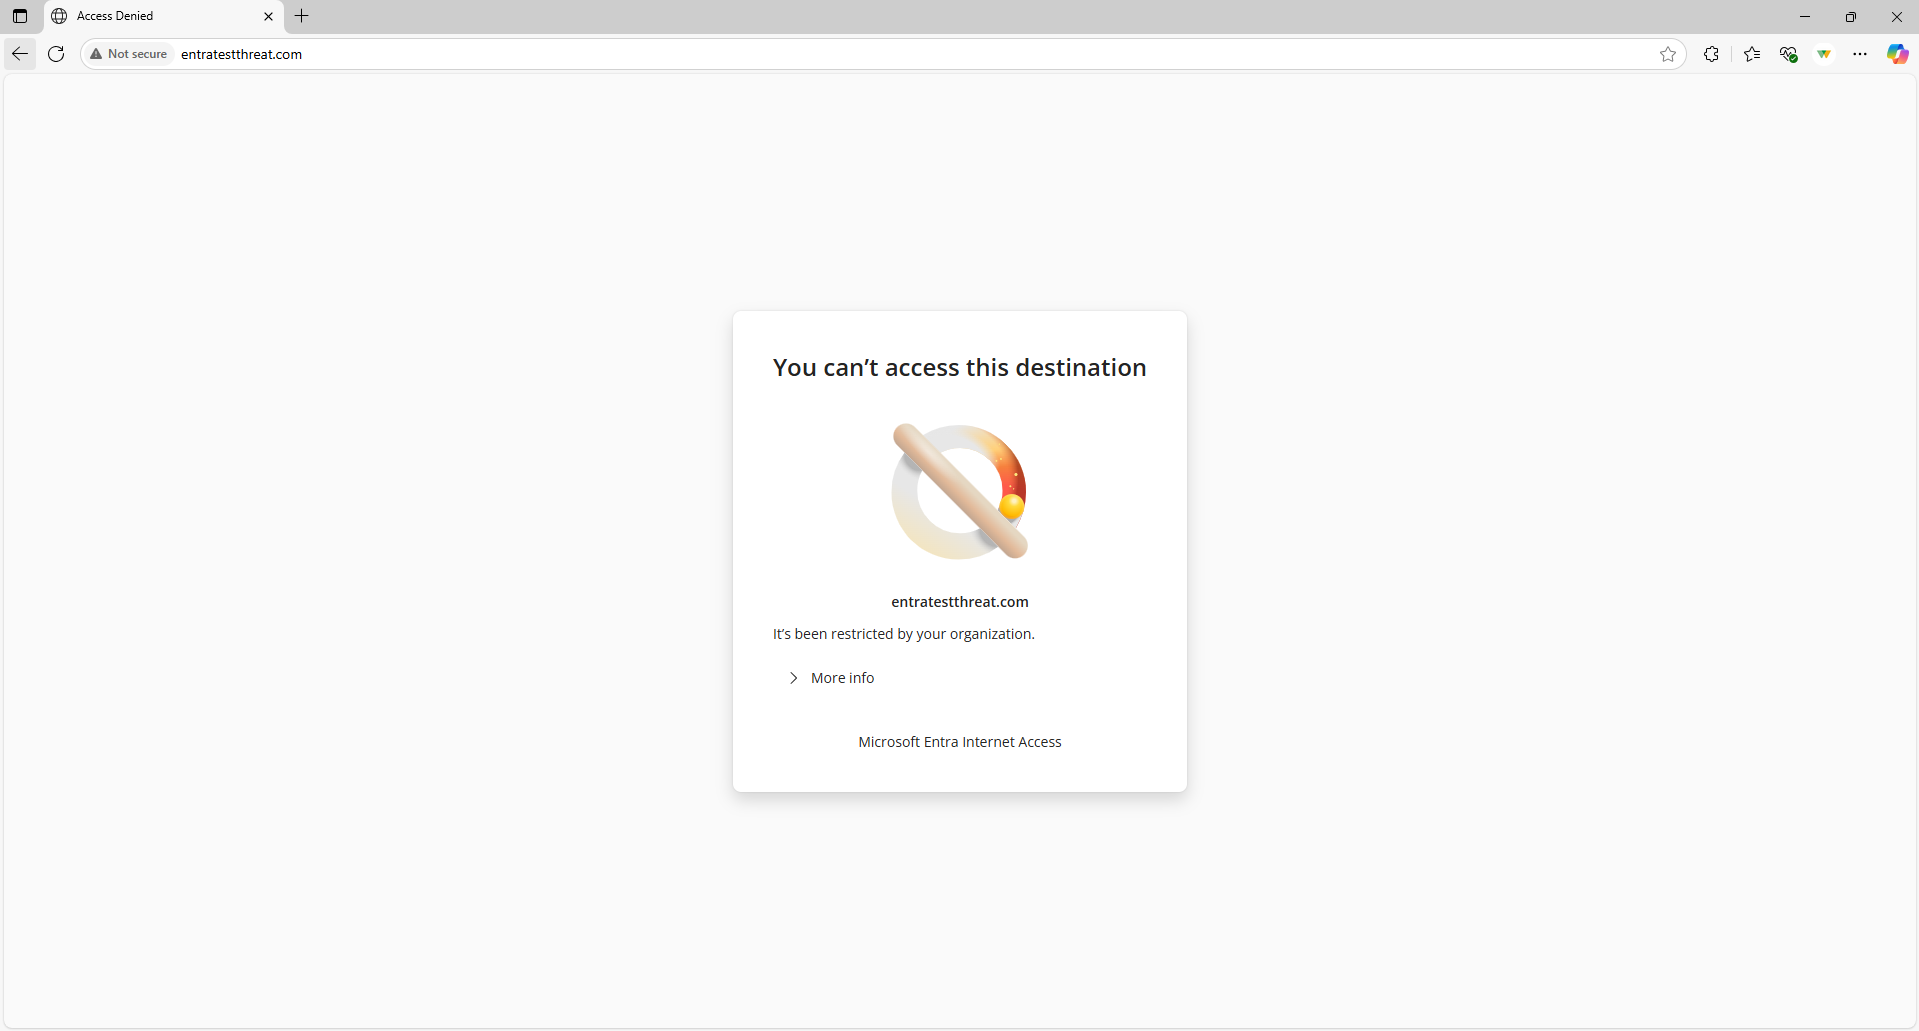 Access Denied
Not secure
entratestthreat.com
You can’t access this destination
entratestthreat.com
It’s been restricted by your organization.
More info
Microsoft Entra Internet Access